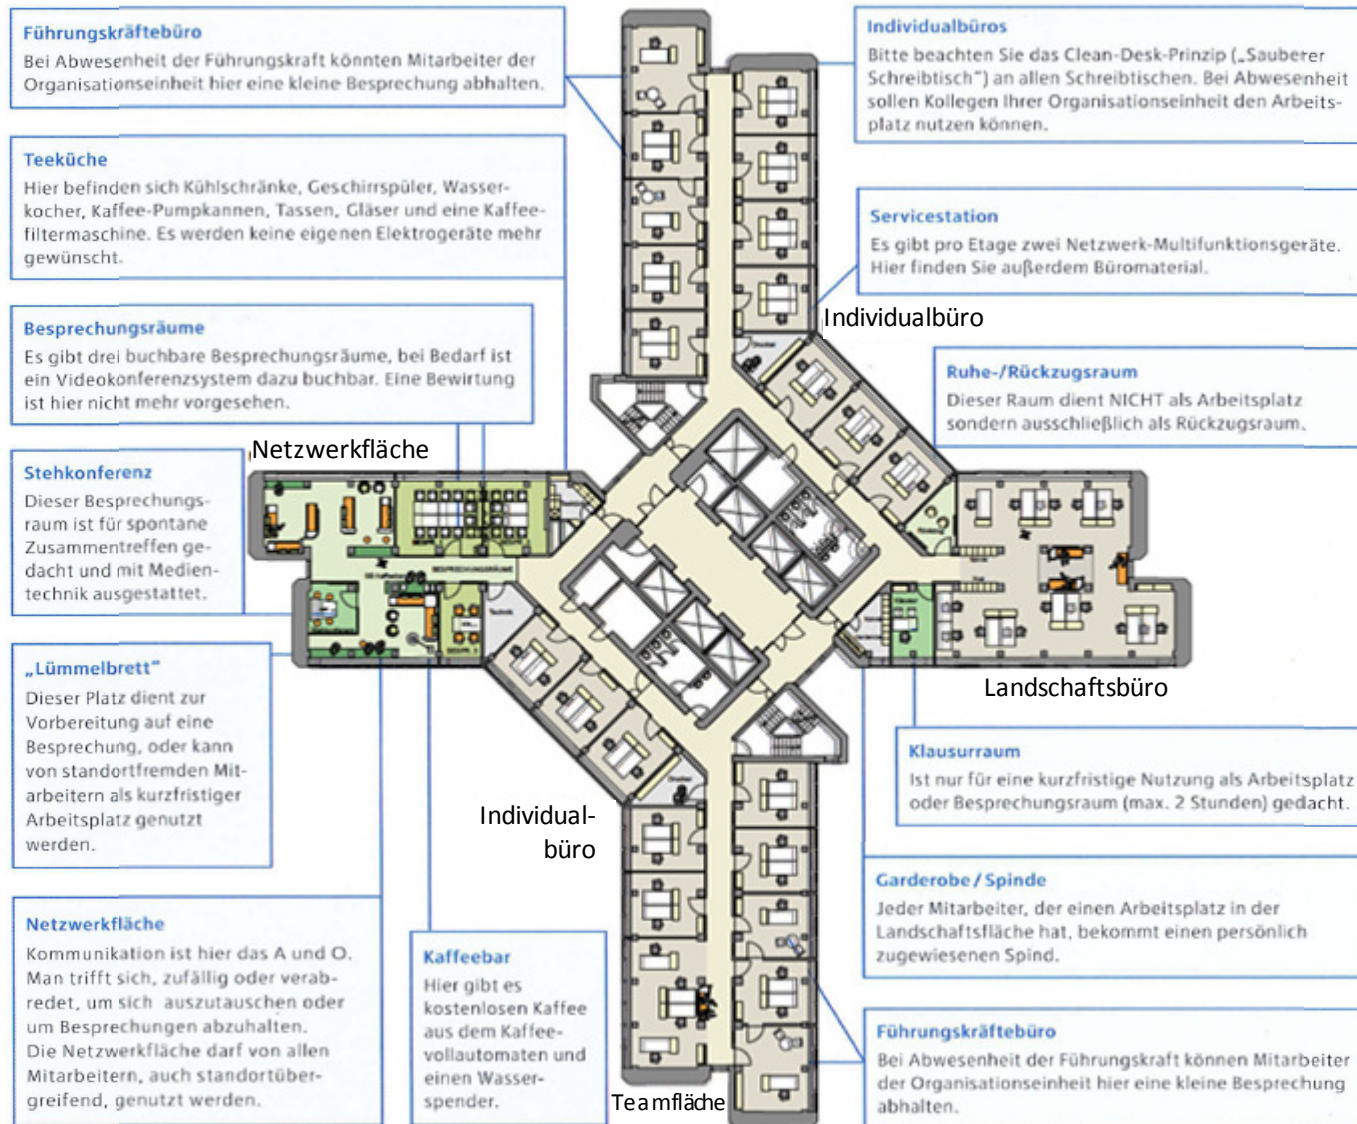 Führungskräftebüro
Bei Abwesenheit der Führungskraft könnten Mitarbeiter der
Organisationseinheit hier eine kleine Besprechung abhalten.
Teeküche
Hier befinden sich Kühlschränke, Geschirrspüler, Wasser-
kocher, Kaffee-Pumpkannen, Tassen, Gläser und eine Kaffee-
filtermaschine. Es werden keine eigenen Elektrogeräte mehr
gewünscht.
Besprechungsräume
Es gibt drei buchbare Besprechungsräume, bei Bedarf ist
ein Videokonferenzsystem dazu buchbar. Eine Bewirtung
ist hier nicht mehr vorgesehen.
Stehkonferenz
Dieser Besprechungs-
raum ist für spontane
Zusammentreffen ge-
dacht und mit Medien-
technik ausgestattet.
„Lümmelbrett"
Dieser Platz dient zur
Vorbereitung auf eine
Besprechung, oder kann
von standortfremden Mit-
arbeitern als kurzfristiger
Arbeitsplatz genutzt
werden.
Netzwerkfläche
Kommunikation ist hier das A und O.
Man trifft sich, zufällig oder verab-
redet, um sich auszutauschen oder
um Besprechungen abzuhalten.
Die Netzwerkfläche darf von allen
Mitarbeitern, auch standortüber-
greifend, genutzt werden.
Kaffeebar
Hier gibt es
kostenlosen Kaffee
aus dem Kaffee-
vollautomaten und
einen Wasser-
spender.
Individualbüros
Bitte beachten Sie das Clean-Desk-Prinzip („Sauberer
Schreibtisch") an allen Schreibtischen. Bei Abwesenheit
sollen Kollegen Ihrer Organisationseinheit den Arbeits-
platz nutzen können.
Servicestation
Es gibt pro Etage zwei Netzwerk-Multifunktionsgeräte.
Hier finden Sie außerdem Büromaterial.
Ruhe-/Rückzugsraum
Dieser Raum dient NICHT als Arbeitsplatz
sondern ausschließlich als Rückzugsraum.
Klausurraum
Ist nur für eine kurzfristige Nutzung als Arbeitsplatz
oder Besprechungsraum (max. 2 Stunden) gedacht.
Garderobe / Spinde
Jeder Mitarbeiter, der einen Arbeitsplatz in der
Landschaftsfläche hat, bekommt einen persönlich
zugewiesenen Spind.
Führungskräftebüro
Bei Abwesenheit der Führungskraft können Mitarbeiter
der Organisationseinheit hier eine kleine Besprechung
abhalten.
Individualbüro
Netzwerkfläche
Landschaftsbüro
Individual-
büro
Teamfläche
Drucker
BESPRECHUNGSRÄUME
Technik
Drucker